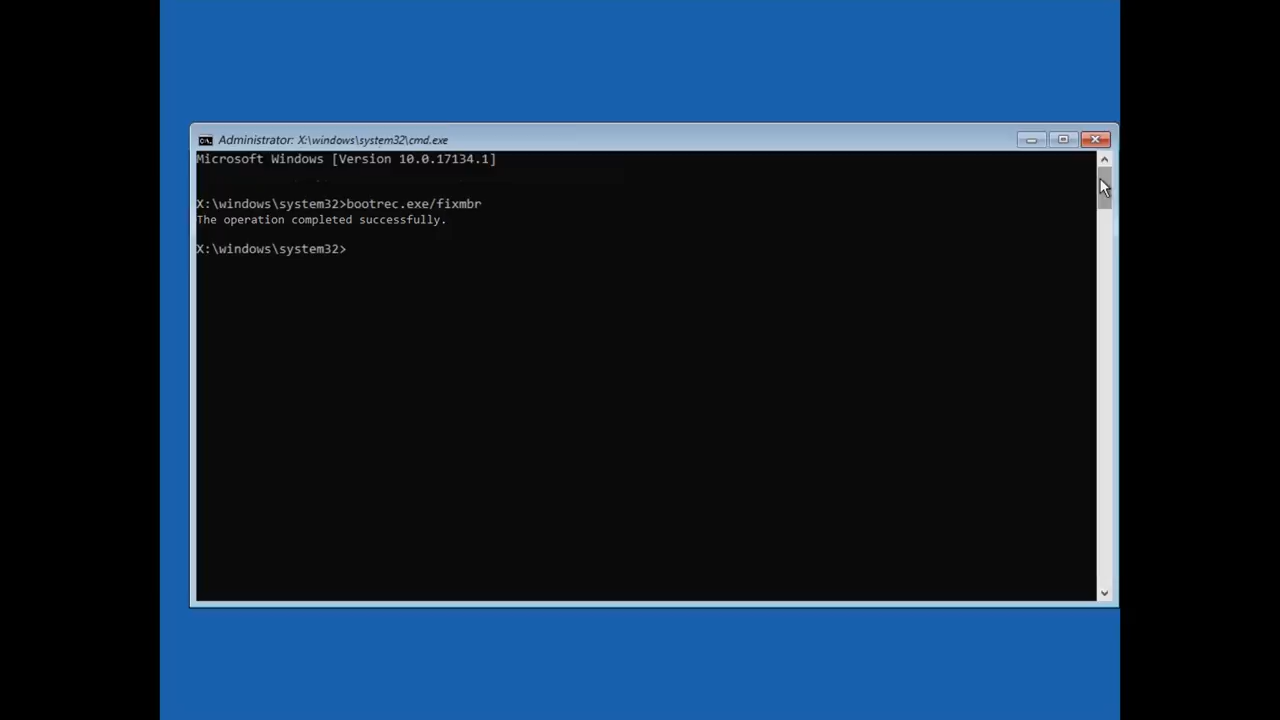 Administrator: X:\windows\system32\cmd.exe
Microsoft Windows [Version 10.0.17134.1]
X:\windows\system32>bootrec.exe/fixmbr
The operation completed successfully.
X:\windows\system32>